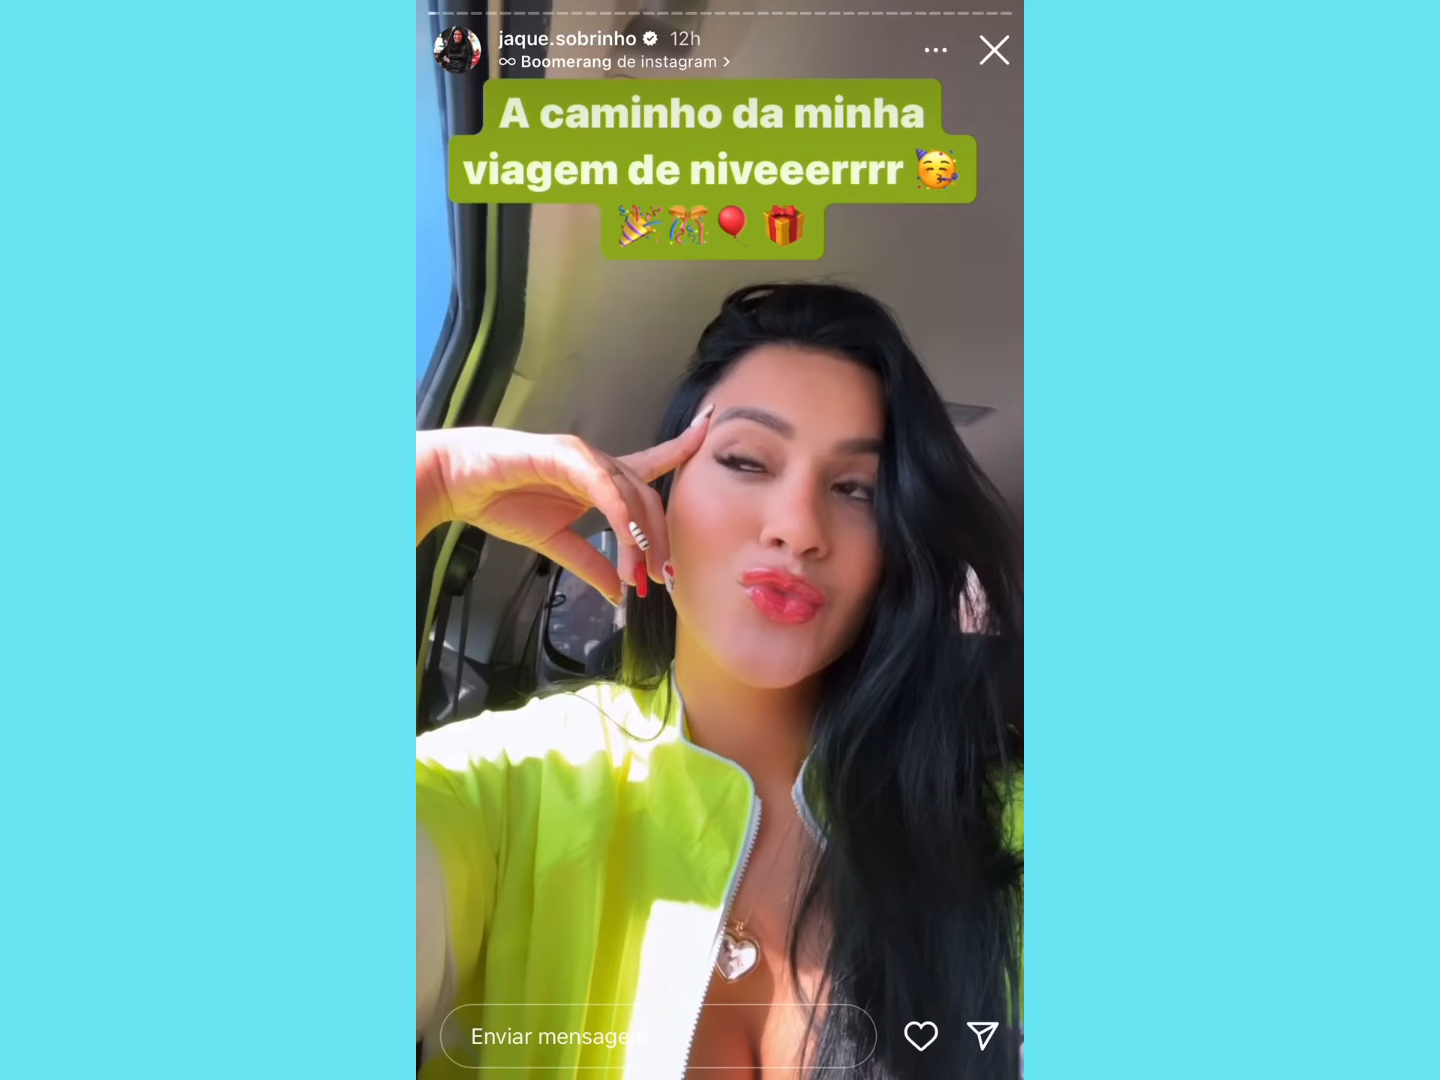 jaque.sobrinho 12h
Boomerang de instagram
A caminho da minha
viagem de niveeerrrr 🥳
🎉🎊🎈🎁
Enviar mensagem